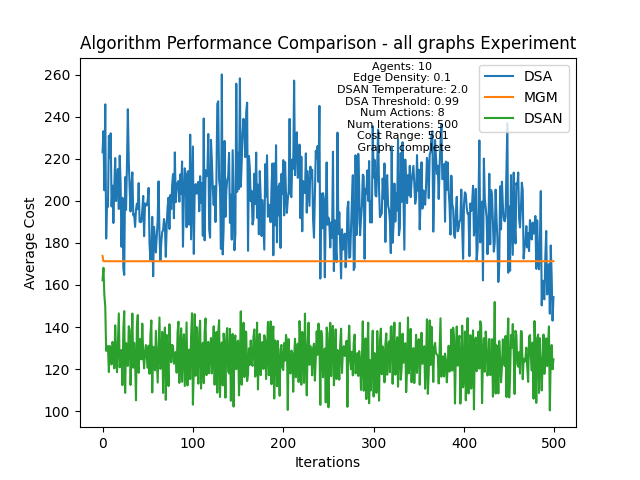 Algorithm Performance Comparison - all graphs Experiment
Agents: 10
Edge Density: 0.1
DSAN Temperature: 2.0
DSA Threshold: 0.99
Num Actions: 8
Num Iterations: 500
Cost Range: 501
Graph: complete
DSA
MGM
DSAN
Average Cost
260
240
220
200
180
160
140
120
100
0
100
200
300
400
500
Iterations